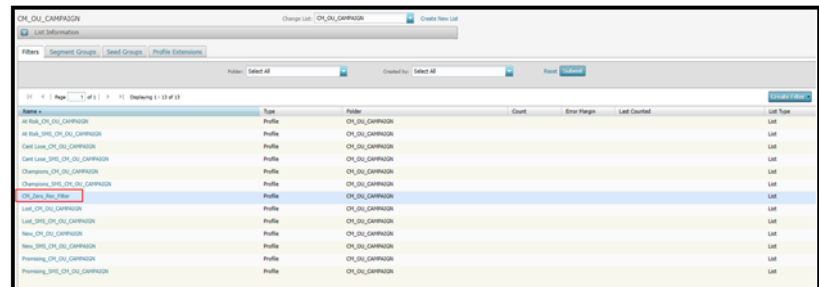 CM_OU_CAMPAIGN Change List: CM_OU_CAMPAIGN Create New List
List Information
Filters Segment Groups Seed Groups Profile Extensions
Folder: Select All Created by: Select All Reset Submit
Page 1 of 1 Displaying 1 - 13 of 13 Create Filter
Name Type Folder Count Error Margin Last Counted List Type
At Risk_CM_OU_CAMPAIGN Profile CM_OU_CAMPAIGN List
At Risk_SMS_CM_OU_CAMPAIGN Profile CM_OU_CAMPAIGN List
Cant Lose_CM_OU_CAMPAIGN Profile CM_OU_CAMPAIGN List
Cant Lose_SMS_CM_OU_CAMPAIGN Profile CM_OU_CAMPAIGN List
Champions_CM_OU_CAMPAIGN Profile CM_OU_CAMPAIGN List
Champions_SMS_CM_OU_CAMPAIGN Profile CM_OU_CAMPAIGN List
CM_Zero_Rec_Filter Profile CM_OU_CAMPAIGN List
Lost_CM_OU_CAMPAIGN Profile CM_OU_CAMPAIGN List
Lost_SMS_CM_OU_CAMPAIGN Profile CM_OU_CAMPAIGN List
New_CM_OU_CAMPAIGN Profile CM_OU_CAMPAIGN List
New_SMS_CM_OU_CAMPAIGN Profile CM_OU_CAMPAIGN List
Promising_CM_OU_CAMPAIGN Profile CM_OU_CAMPAIGN List
Promising_SMS_CM_OU_CAMPAIGN Profile CM_OU_CAMPAIGN List